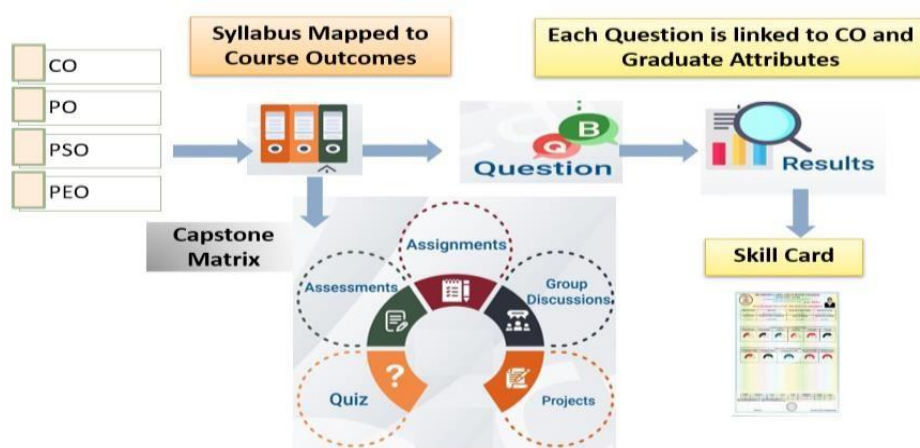 CO
PO
PSO
PEO
Syllabus Mapped to
Course Outcomes
Each Question is linked to CO and
Graduate Attributes
Q
B
Question
Results
Capstone
Matrix
Assignments
Assessments
Group
Discussions
?
Quiz
Projects
Skill Card